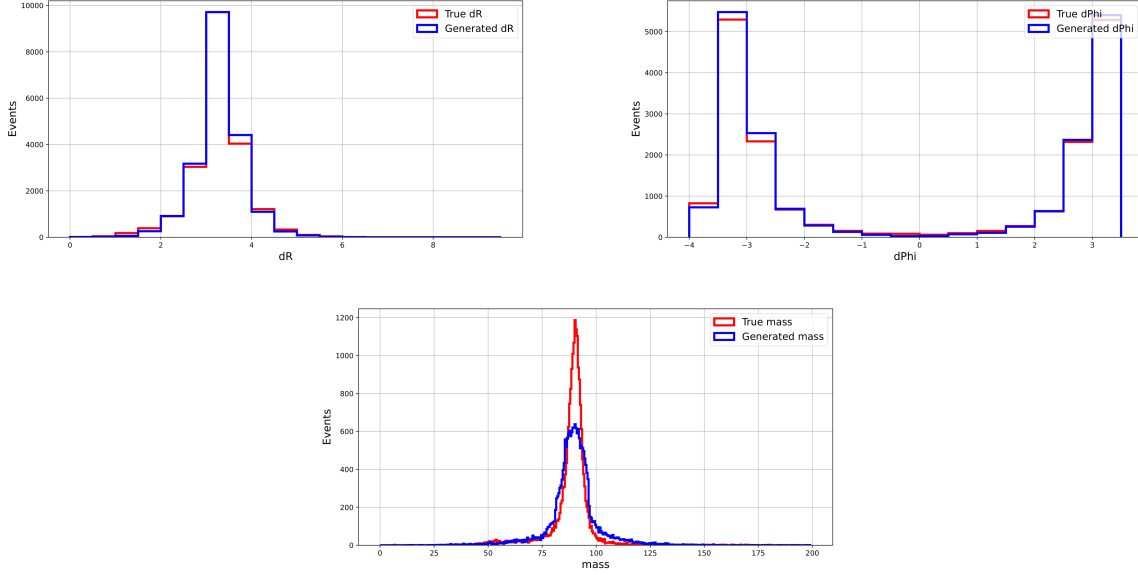 True dR
Generated dR
10000
8000
6000
4000
2000
0
Events
0 2 4 6 8
dR
True dPhi
Generated dPhi
5000
4000
3000
2000
1000
0
Events
−4 −3 −2 −1 0 1 2 3
dPhi
True mass
Generated mass
1200
1000
800
600
400
200
0
Events
0 25 50 75 100 125 150 175 200
mass